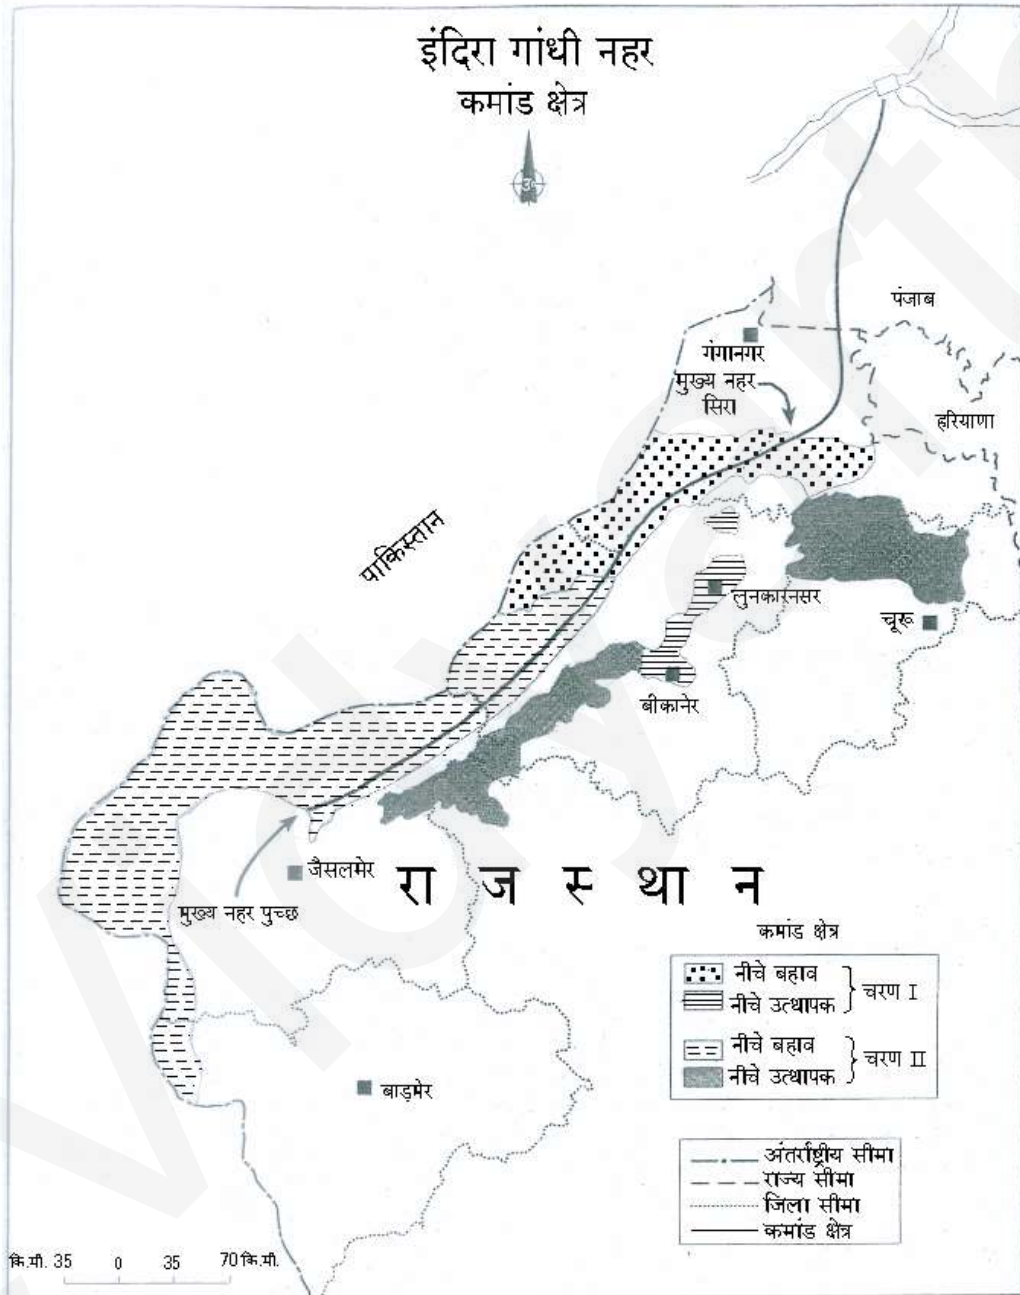 इंदिरा गांधी नहर
कमांड क्षेत्र
पंजाब
गंगानगर
मुख्य नहर
सिरा
हरियाणा
पाकिस्तान
लुनकारनसर
चूरू
बीकानेर
जैसलमेर
रा ज स्थान
मुख्य नहर पुच्छ
कमांड क्षेत्र
नीचे बहाव
नीचे उत्थापक
चरण I
नीचे बहाव
नीचे उत्थापक
चरण II
बाड़मेर
अंतर्राष्ट्रीय सीमा
राज्य सीमा
जिला सीमा
कमांड क्षेत्र
कि.मी. 35 0 35 70 कि.मी.